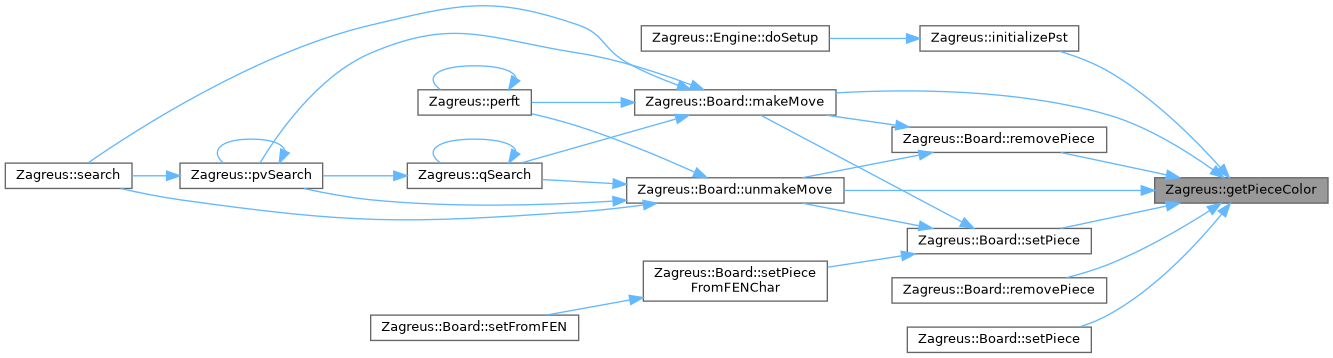 Zagreus::Engine::doSetup
Zagreus::initializePst
Zagreus::perft
Zagreus::Board::makeMove
Zagreus::Board::removePiece
Zagreus::search
Zagreus::pvSearch
Zagreus::qSearch
Zagreus::Board::unmakeMove
Zagreus::getPieceColor
Zagreus::Board::setPiece
Zagreus::Board::setPiece
FromFENChar
Zagreus::Board::removePiece
Zagreus::Board::setFromFEN
Zagreus::Board::setPiece